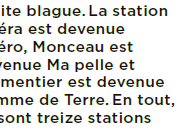 ite blague. La station
éra est devenue
éro, Monceau est
venue Ma pelle et
mentier est devenue
mme de Terre. En tout,
sont treize stations